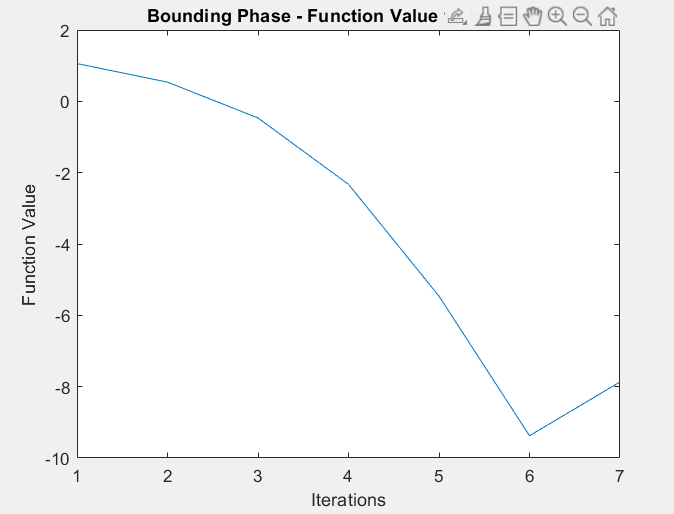 Bounding Phase - Function Value
2
0
-2
-4
-6
-8
-10
Function Value
1 2 3 4 5 6 7
Iterations